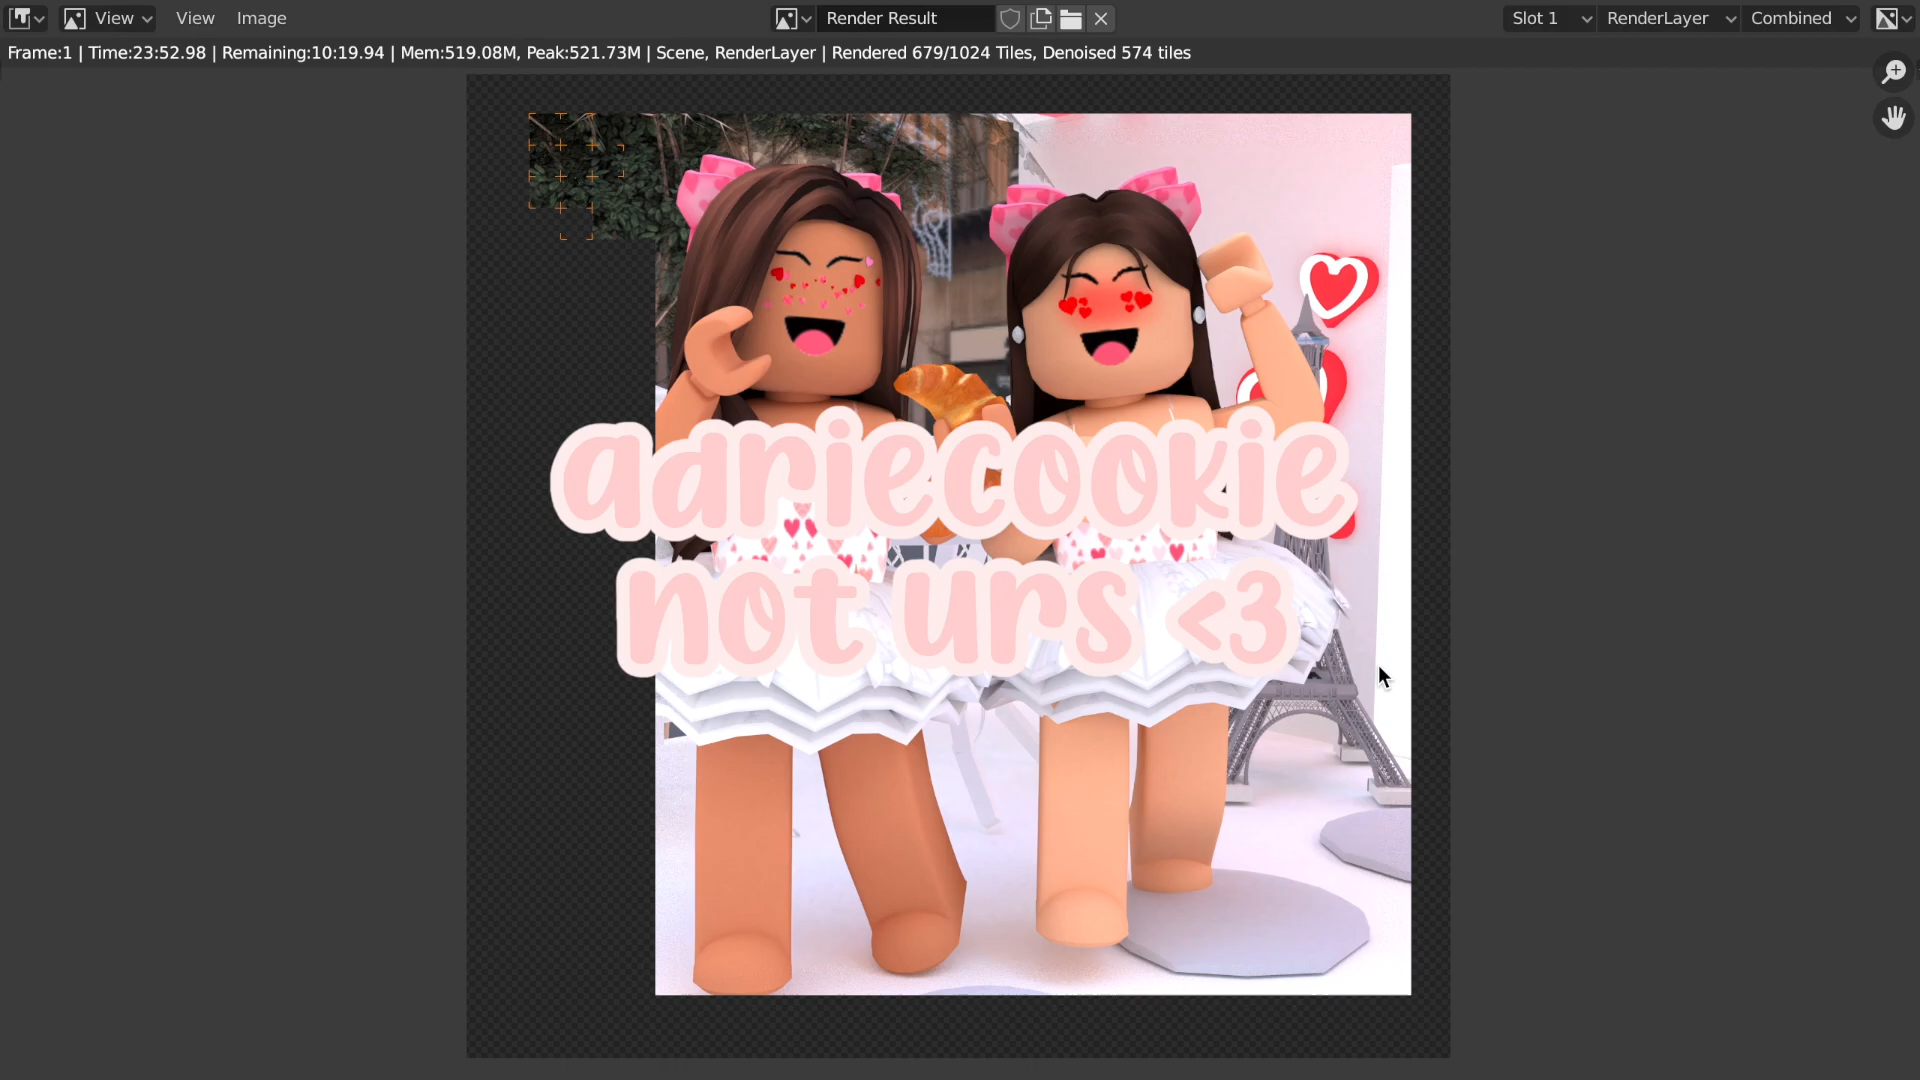 View View Image Render Result Slot 1 RenderLayer Combined
Frame:1 | Time:23:52.98 | Remaining:10:19.94 | Mem:519.08M, Peak:521.73M | Scene, RenderLayer | Rendered 679/1024 Tiles, Denoised 574 tiles
adriecookie
not urs <3